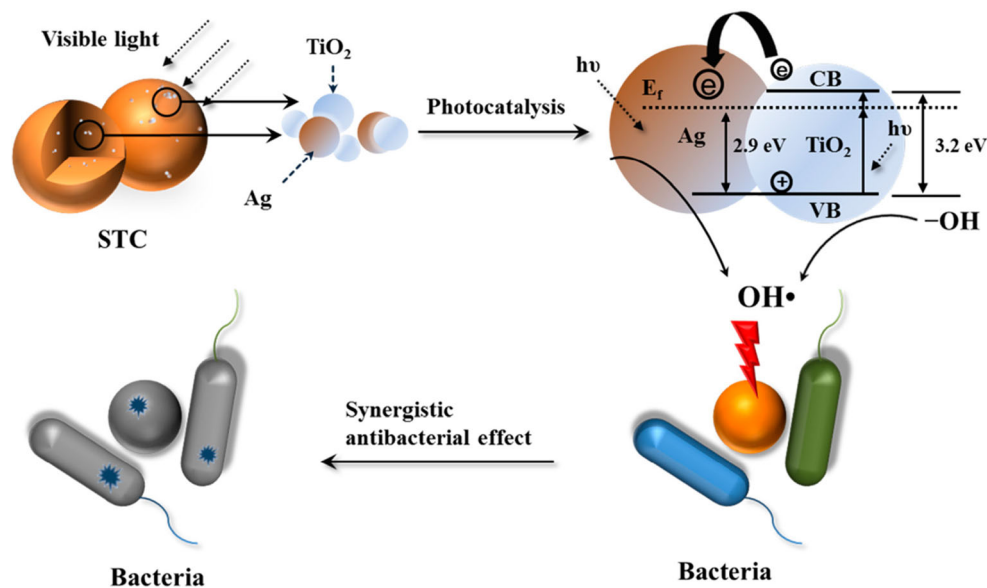 Visible light
TiO₂
Ag
STC
Photocatalysis
hυ
E_f
e
e
CB
Ag
2.9 eV
TiO₂
hυ
3.2 eV
+
VB
−OH
OH•
Synergistic
antibacterial effect
Bacteria
Bacteria